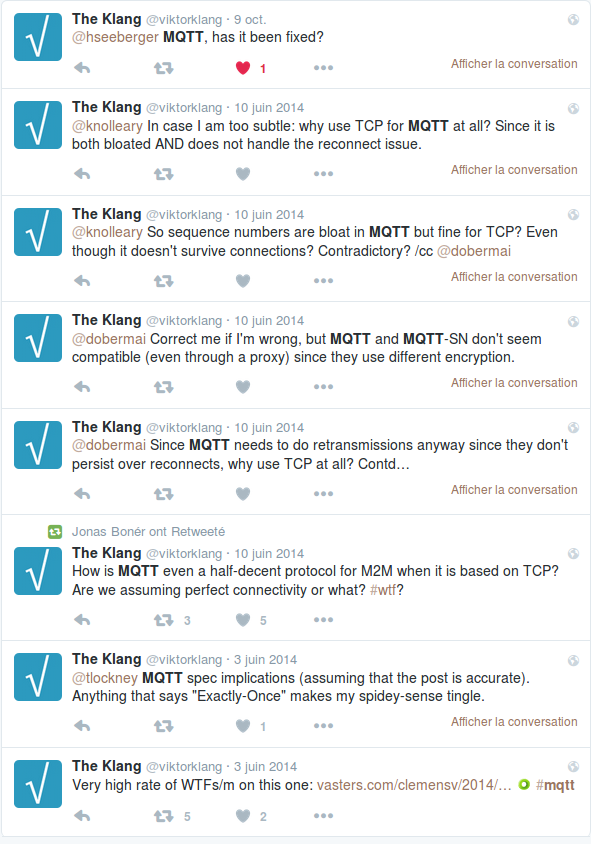 The Klang @viktorklang · 9 oct.
@hseeberger MQTT, has it been fixed?
1
Afficher la conversation
The Klang @viktorklang · 10 juin 2014
@knolleary In case I am too subtle: why use TCP for MQTT at all? Since it is
both bloated AND does not handle the reconnect issue.
Afficher la conversation
The Klang @viktorklang · 10 juin 2014
@knolleary So sequence numbers are bloat in MQTT but fine for TCP? Even
though it doesn't survive connections? Contradictory? /cc @dobermai
Afficher la conversation
The Klang @viktorklang · 10 juin 2014
@dobermai Correct me if I'm wrong, but MQTT and MQTT-SN don't seem
compatible (even through a proxy) since they use different encryption.
Afficher la conversation
The Klang @viktorklang · 10 juin 2014
@dobermai Since MQTT needs to do retransmissions anyway since they don't
persist over reconnects, why use TCP at all? Contd…
Afficher la conversation
Jonas Bonér ont Retweeté
The Klang @viktorklang · 10 juin 2014
How is MQTT even a half-decent protocol for M2M when it is based on TCP?
Are we assuming perfect connectivity or what? #wtf?
3 5
The Klang @viktorklang · 3 juin 2014
@tlockney MQTT spec implications (assuming that the post is accurate).
Anything that says "Exactly-Once" makes my spidey-sense tingle.
1
Afficher la conversation
The Klang @viktorklang · 3 juin 2014
Very high rate of WTFs/m on this one: vasters.com/clemensv/2014/… #mqtt
5 2